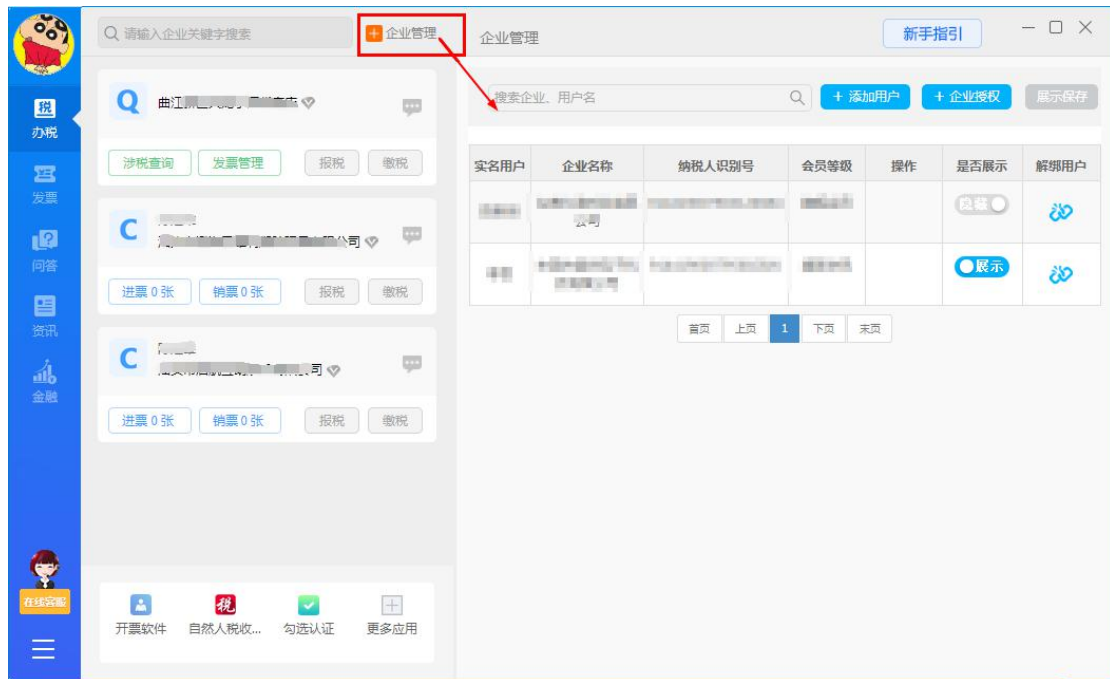 请输入企业关键字搜索
企业管理
企业管理
新手指引
税
办税
发票
问答
资讯
金融
在线客服
Q
曲江
涉税查询
发票管理
报税
缴税
C
公司
进票 0 张
销票 0 张
报税
缴税
C
司
进票 0 张
销票 0 张
报税
缴税
开票软件
税
自然人税收...
勾选认证
更多应用
搜索企业、用户名
+ 添加用户
+ 企业授权
展示保存
实名用户 企业名称 纳税人识别号 会员等级 操作 是否展示 解绑用户
公司
隐藏
展示
首页 上页 1 下页 末页